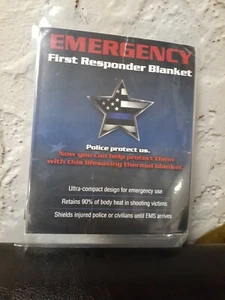 EMERGENCY
First Responder Blanket
Police protect us.
Now you can help protect them
with this lifesaving thermal blanket.
Ultra-compact design for emergency use
Retains 90% of body heat in shooting victims
Shields injured police or civilians until EMS arrives